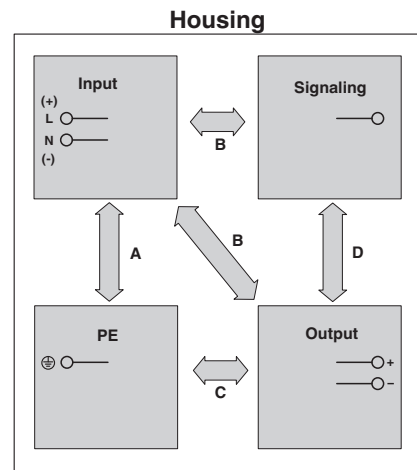 Housing
Input
(+)
L
N
(-)
Signaling
B
A
B
D
PE
C
Output
+
–